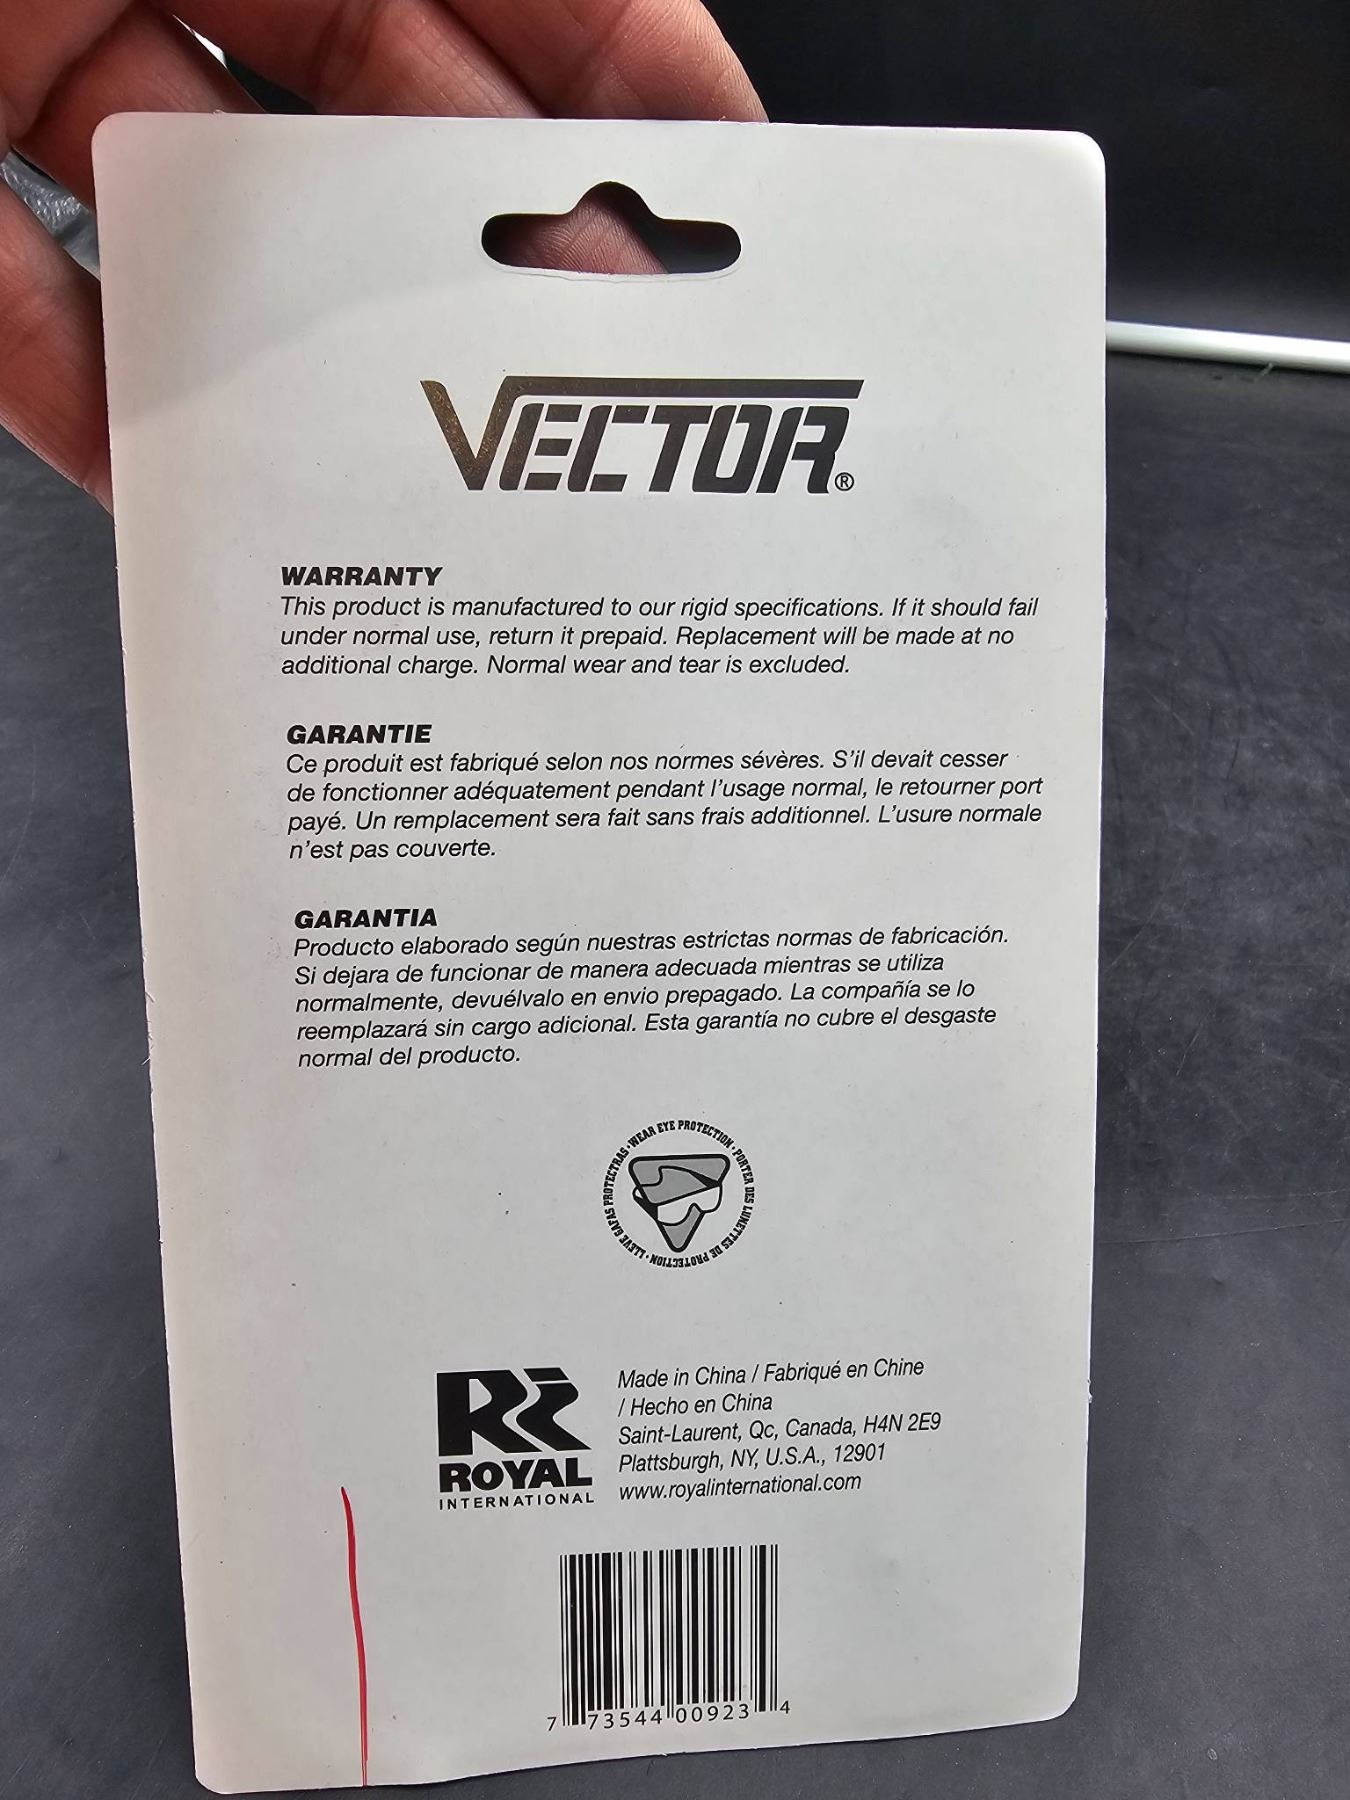 VECTOR®
WARRANTY
This product is manufactured to our rigid specifications. If it should fail
under normal use, return it prepaid. Replacement will be made at no
additional charge. Normal wear and tear is excluded.
GARANTIE
Ce produit est fabriqué selon nos normes sévères. S'il devait cesser
de fonctionner adéquatement pendant l'usage normal, le retourner port
payé. Un remplacement sera fait sans frais additionnel. L'usure normale
n'est pas couverte.
GARANTIA
Producto elaborado según nuestras estrictas normas de fabricación.
Si dejara de funcionar de manera adecuada mientras se utiliza
normalmente, devuélvalo en envio prepagado. La compañía se lo
reemplazará sin cargo adicional. Esta garantía no cubre el desgaste
normal del producto.
WEAR EYE PROTECTION • PORTER DES LUNETTES DE PROTECTION • LLEVE GAFAS PROTECTRAS •
ROYAL
INTERNATIONAL
Made in China / Fabriqué en Chine
/ Hecho en China
Saint-Laurent, Qc, Canada, H4N 2E9
Plattsburgh, NY, U.S.A., 12901
www.royalinternational.com
7 73544 00923 4